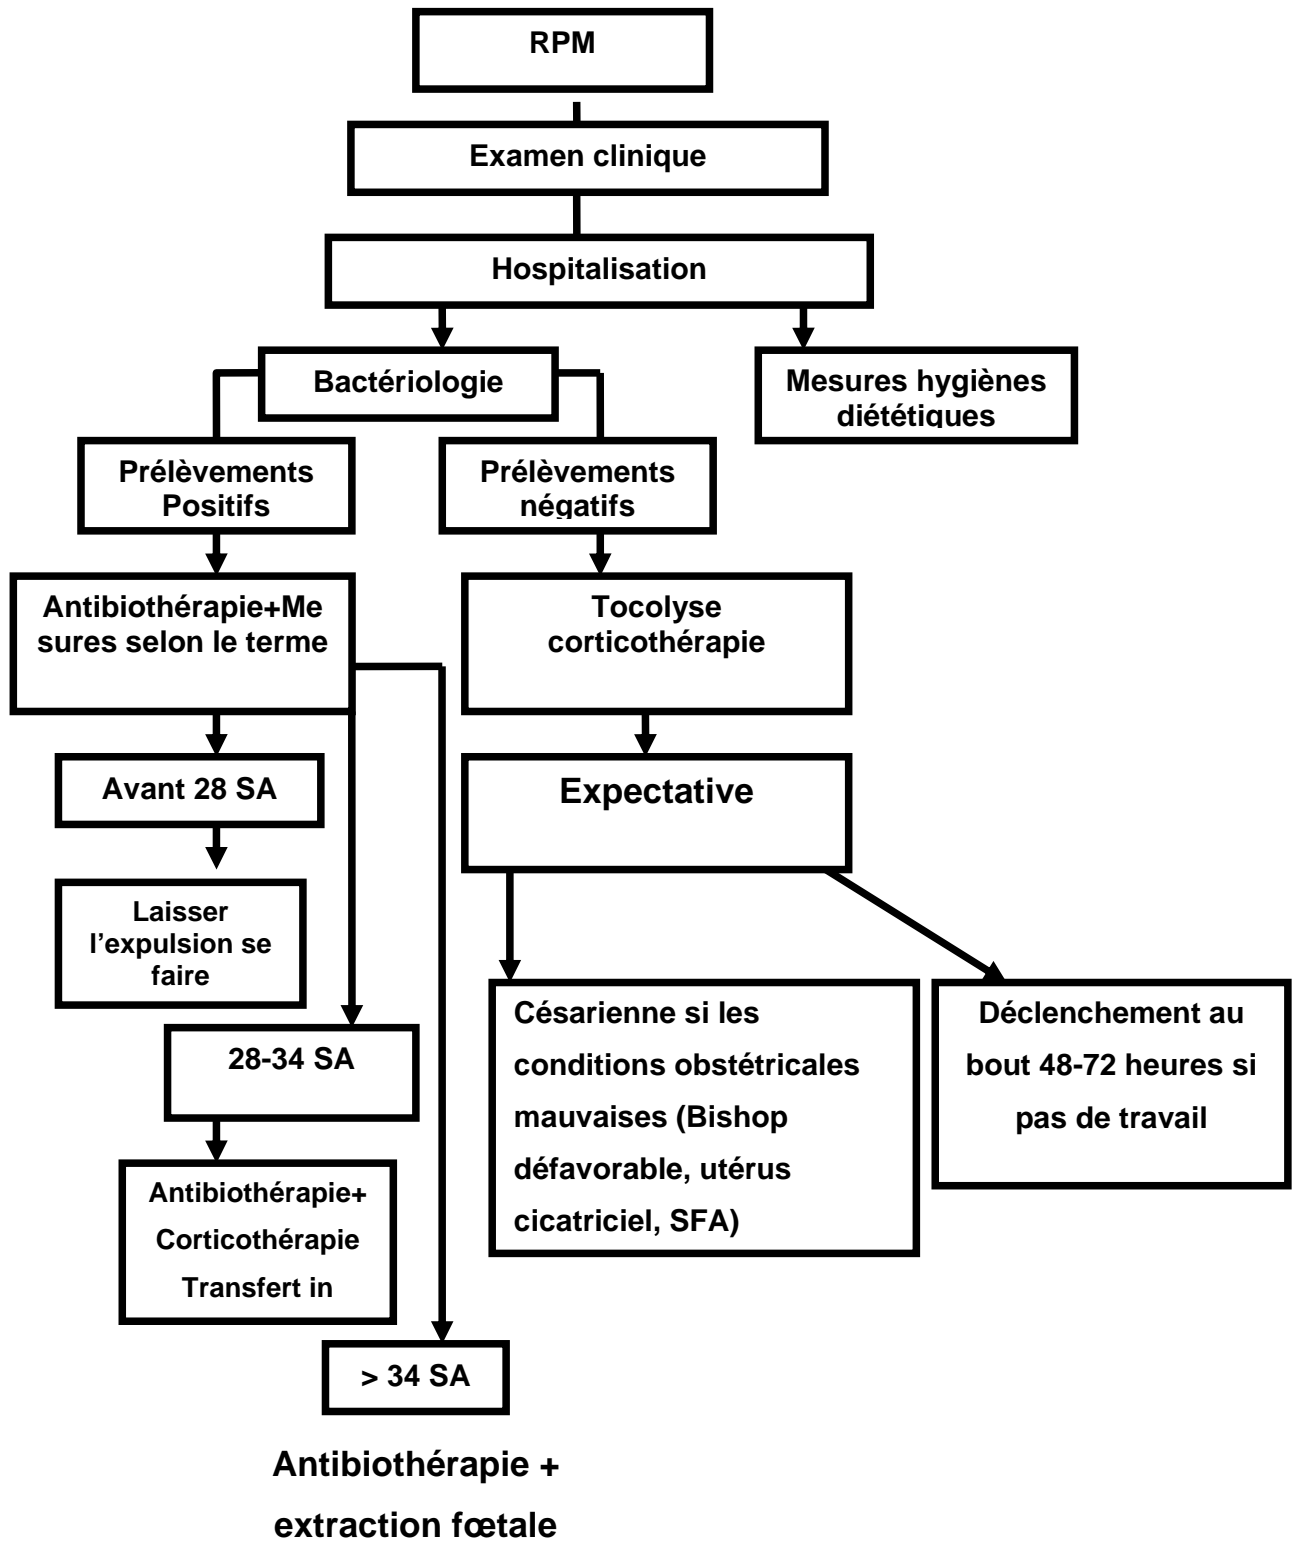 RPM
Examen clinique
Hospitalisation
Bactériologie
Mesures hygiènes
diététiques
Prélèvements
Positifs
Prélèvements
négatifs
Antibiothérapie+Me
sures selon le terme
Tocolyse
corticothérapie
Avant 28 SA
Expectative
Laisser
l’expulsion se
faire
Césarienne si les
conditions obstétricales
mauvaises (Bishop
défavorable, utérus
cicatriciel, SFA)
Déclenchement au
bout 48-72 heures si
pas de travail
28-34 SA
Antibiothérapie+
Corticothérapie
Transfert in
> 34 SA
Antibiothérapie +
extraction fœtale